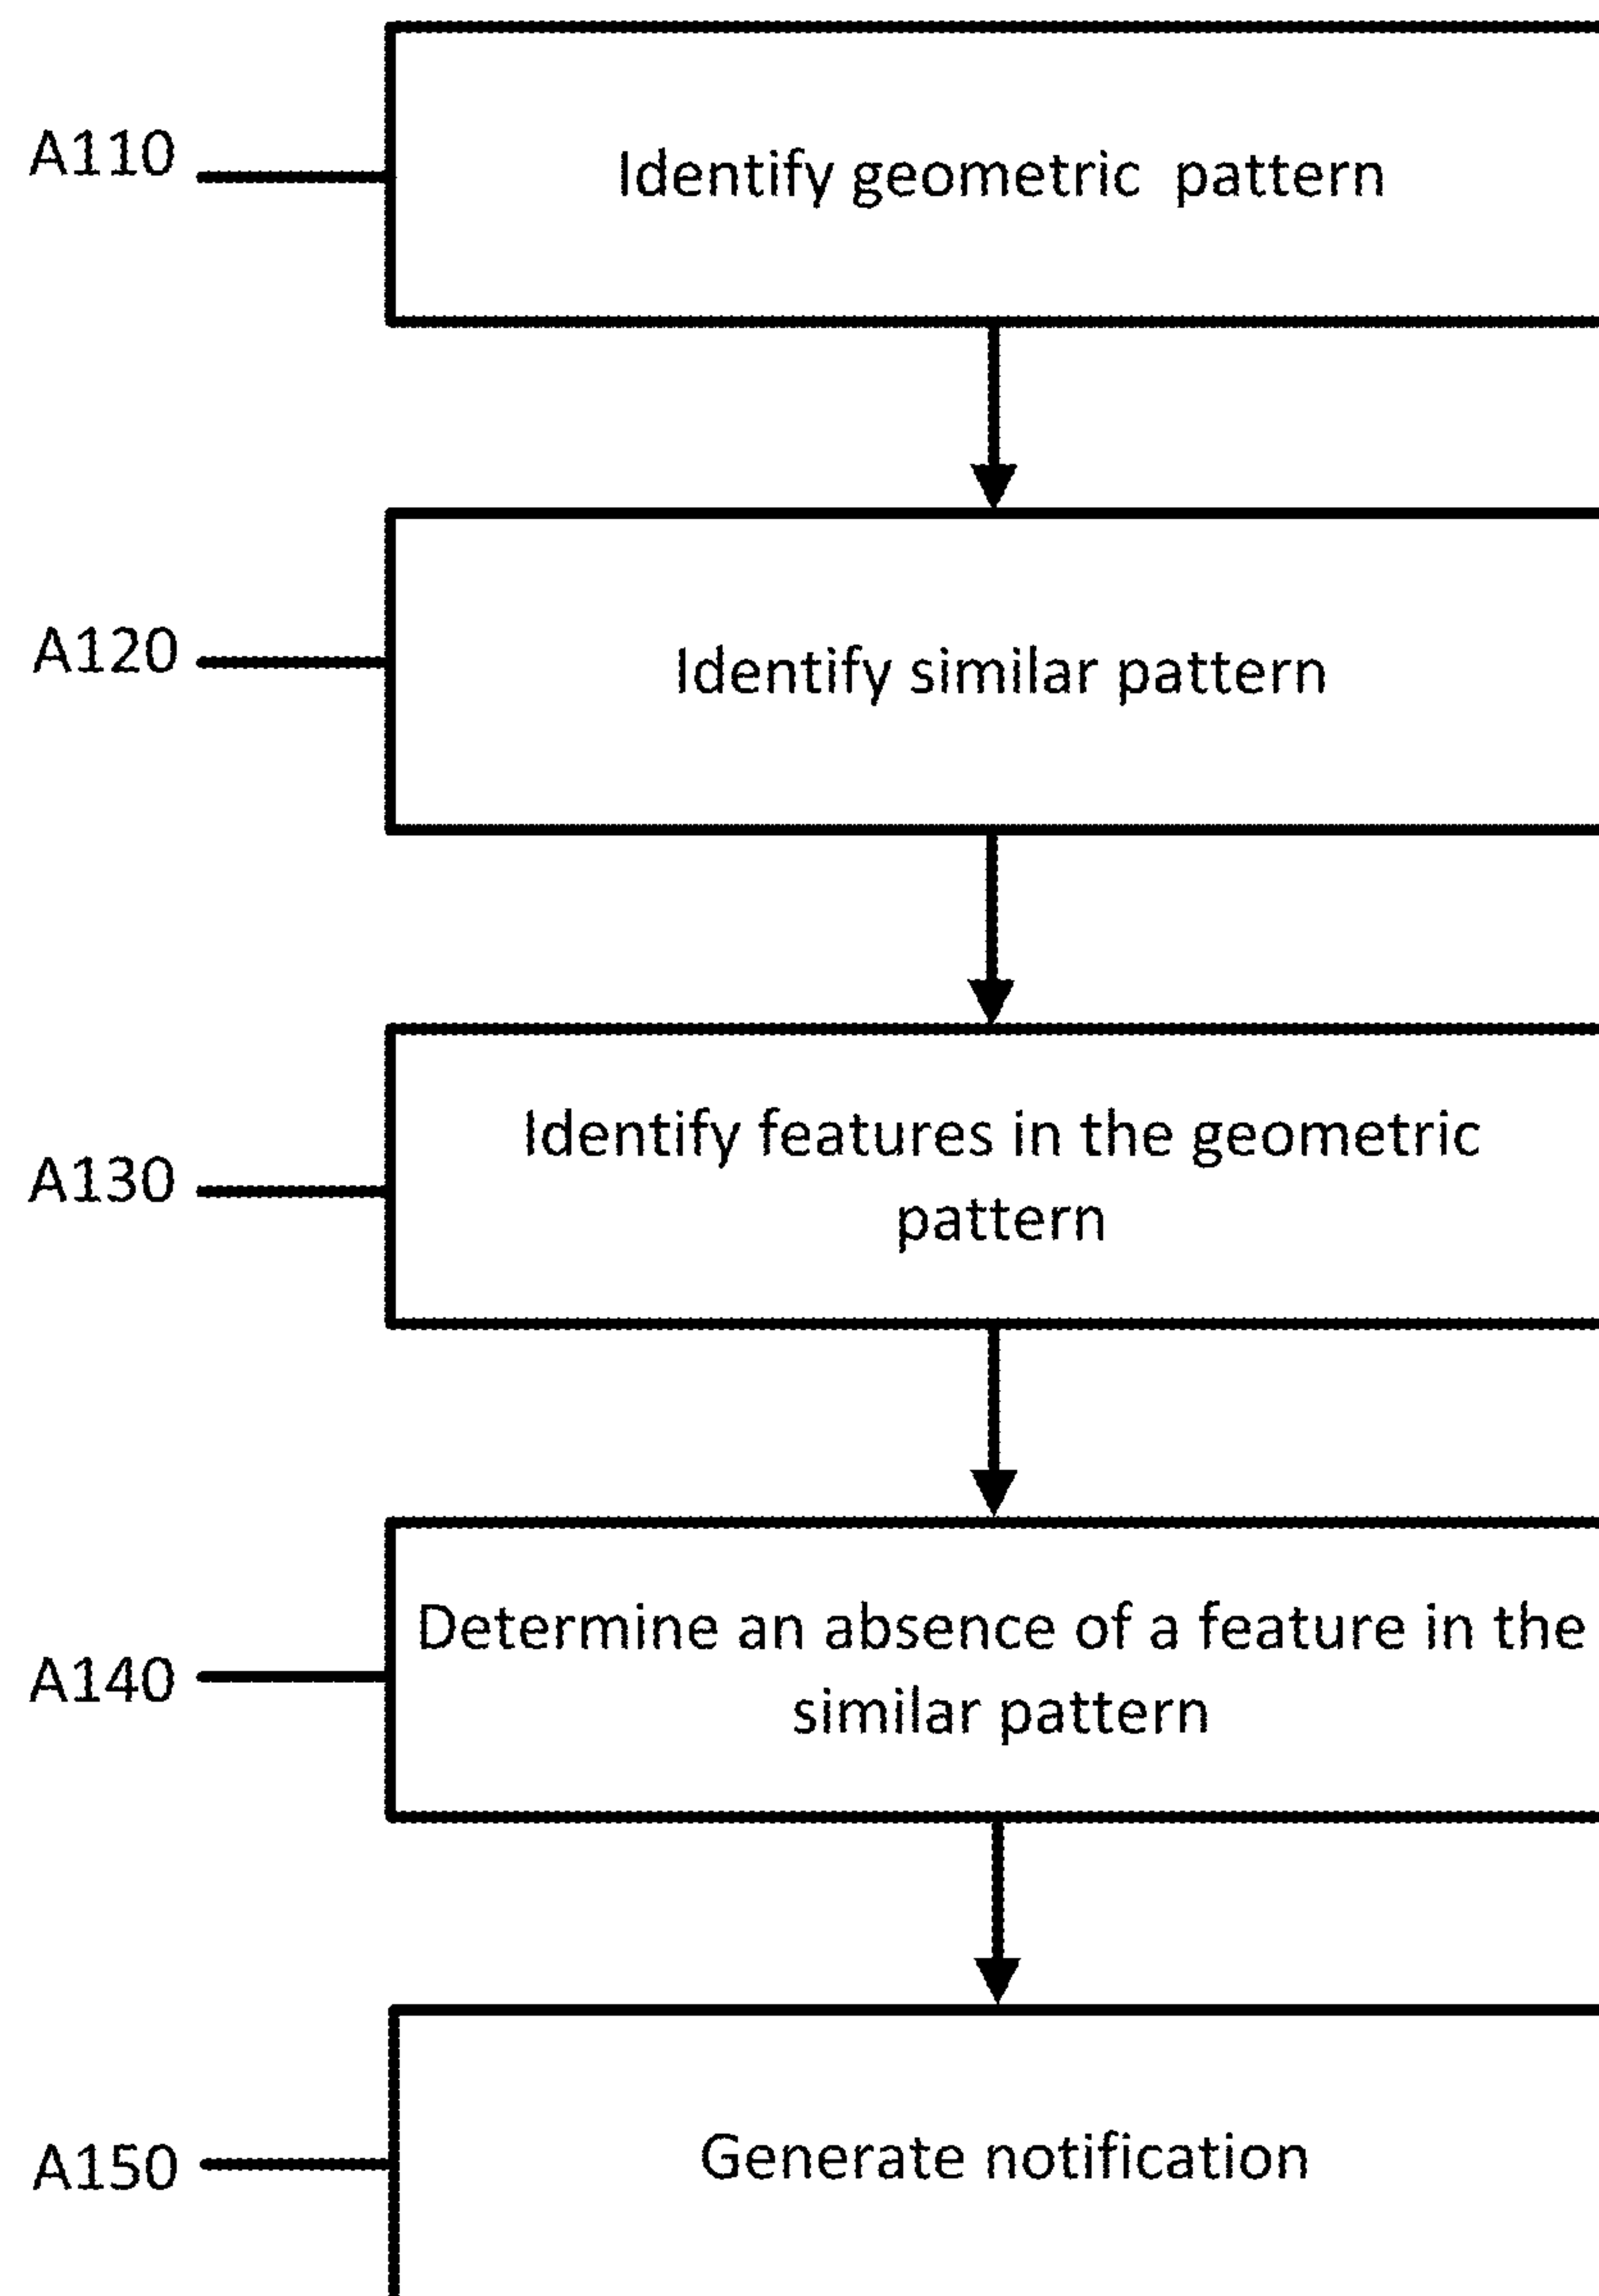 A110
Identify geometric pattern
A120
Identify similar pattern
A130
Identify features in the geometric
pattern
A140
Determine an absence of a feature in the
similar pattern
A150
Generate notification